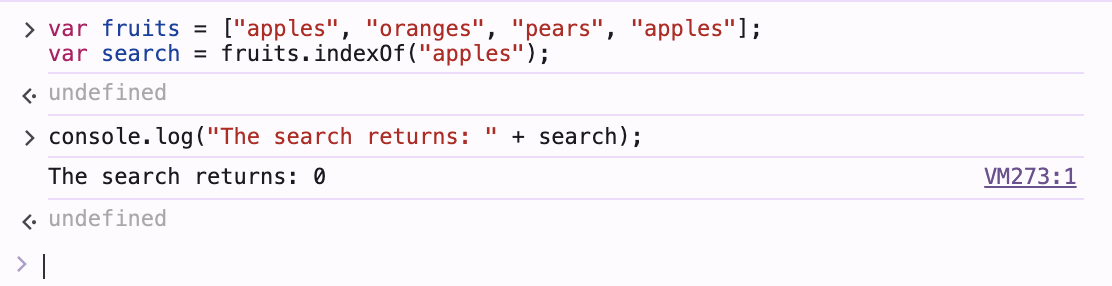 > var fruits = ["apples", "oranges", "pears", "apples"];
var search = fruits.indexOf("apples");
undefined
> console.log("The search returns: " + search);
The search returns: 0 VM273:1
undefined
>